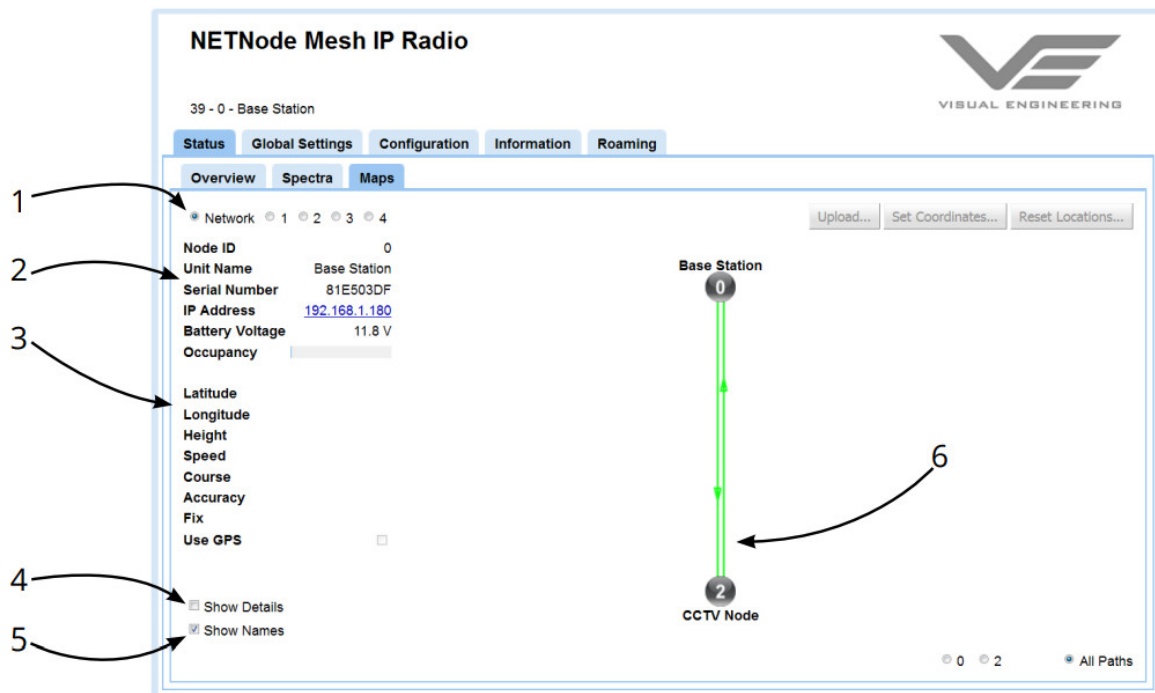 NETNode Mesh IP Radio
VE
VISUAL ENGINEERING
39 - 0 - Base Station
Status Global Settings Configuration Information Roaming
Overview Spectra Maps
1
Network 1 2 3 4
Upload... Set Coordinates... Reset Locations...
Node ID 0
2
Unit Name Base Station
Serial Number 81E503DF
IP Address 192.168.1.180
Battery Voltage 11.8 V
3
Occupancy
Latitude
Longitude
Height
Speed
Course
Accuracy
Fix
Use GPS
Base Station
0
6
2
CCTV Node
4
Show Details
5
Show Names
0 2 All Paths